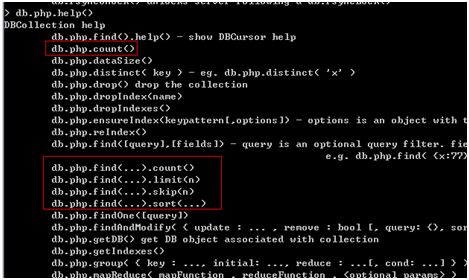 > db.php.help()
DBCollection help
db.php.find().help() - show DBCursor help
db.php.count()
db.php.dataSize()
db.php.distinct( key ) - eg. db.php.distinct( 'x' )
db.php.drop() drop the collection
db.php.dropIndex(name)
db.php.dropIndexes()
db.php.ensureIndex(keypattern[,options]) - options is an object with t
db.php.reIndex()
db.php.find([query],[fields]) - query is an optional query filter. fie
e.g. db.php.find( {x:77}
db.php.find(...).count()
db.php.find(...).limit(n)
db.php.find(...).skip(n)
db.php.find(...).sort(...)
db.php.findOne([query])
db.php.findAndModify( { update : ... , remove : bool [, query: {}, sor
db.php.getDB() get DB object associated with collection
db.php.getIndexes()
db.php.group( { key : ..., initial: ..., reduce : ...[, cond: ...] } )
db.php.mapReduce( mapFunction , reduceFunction , <optional params> )